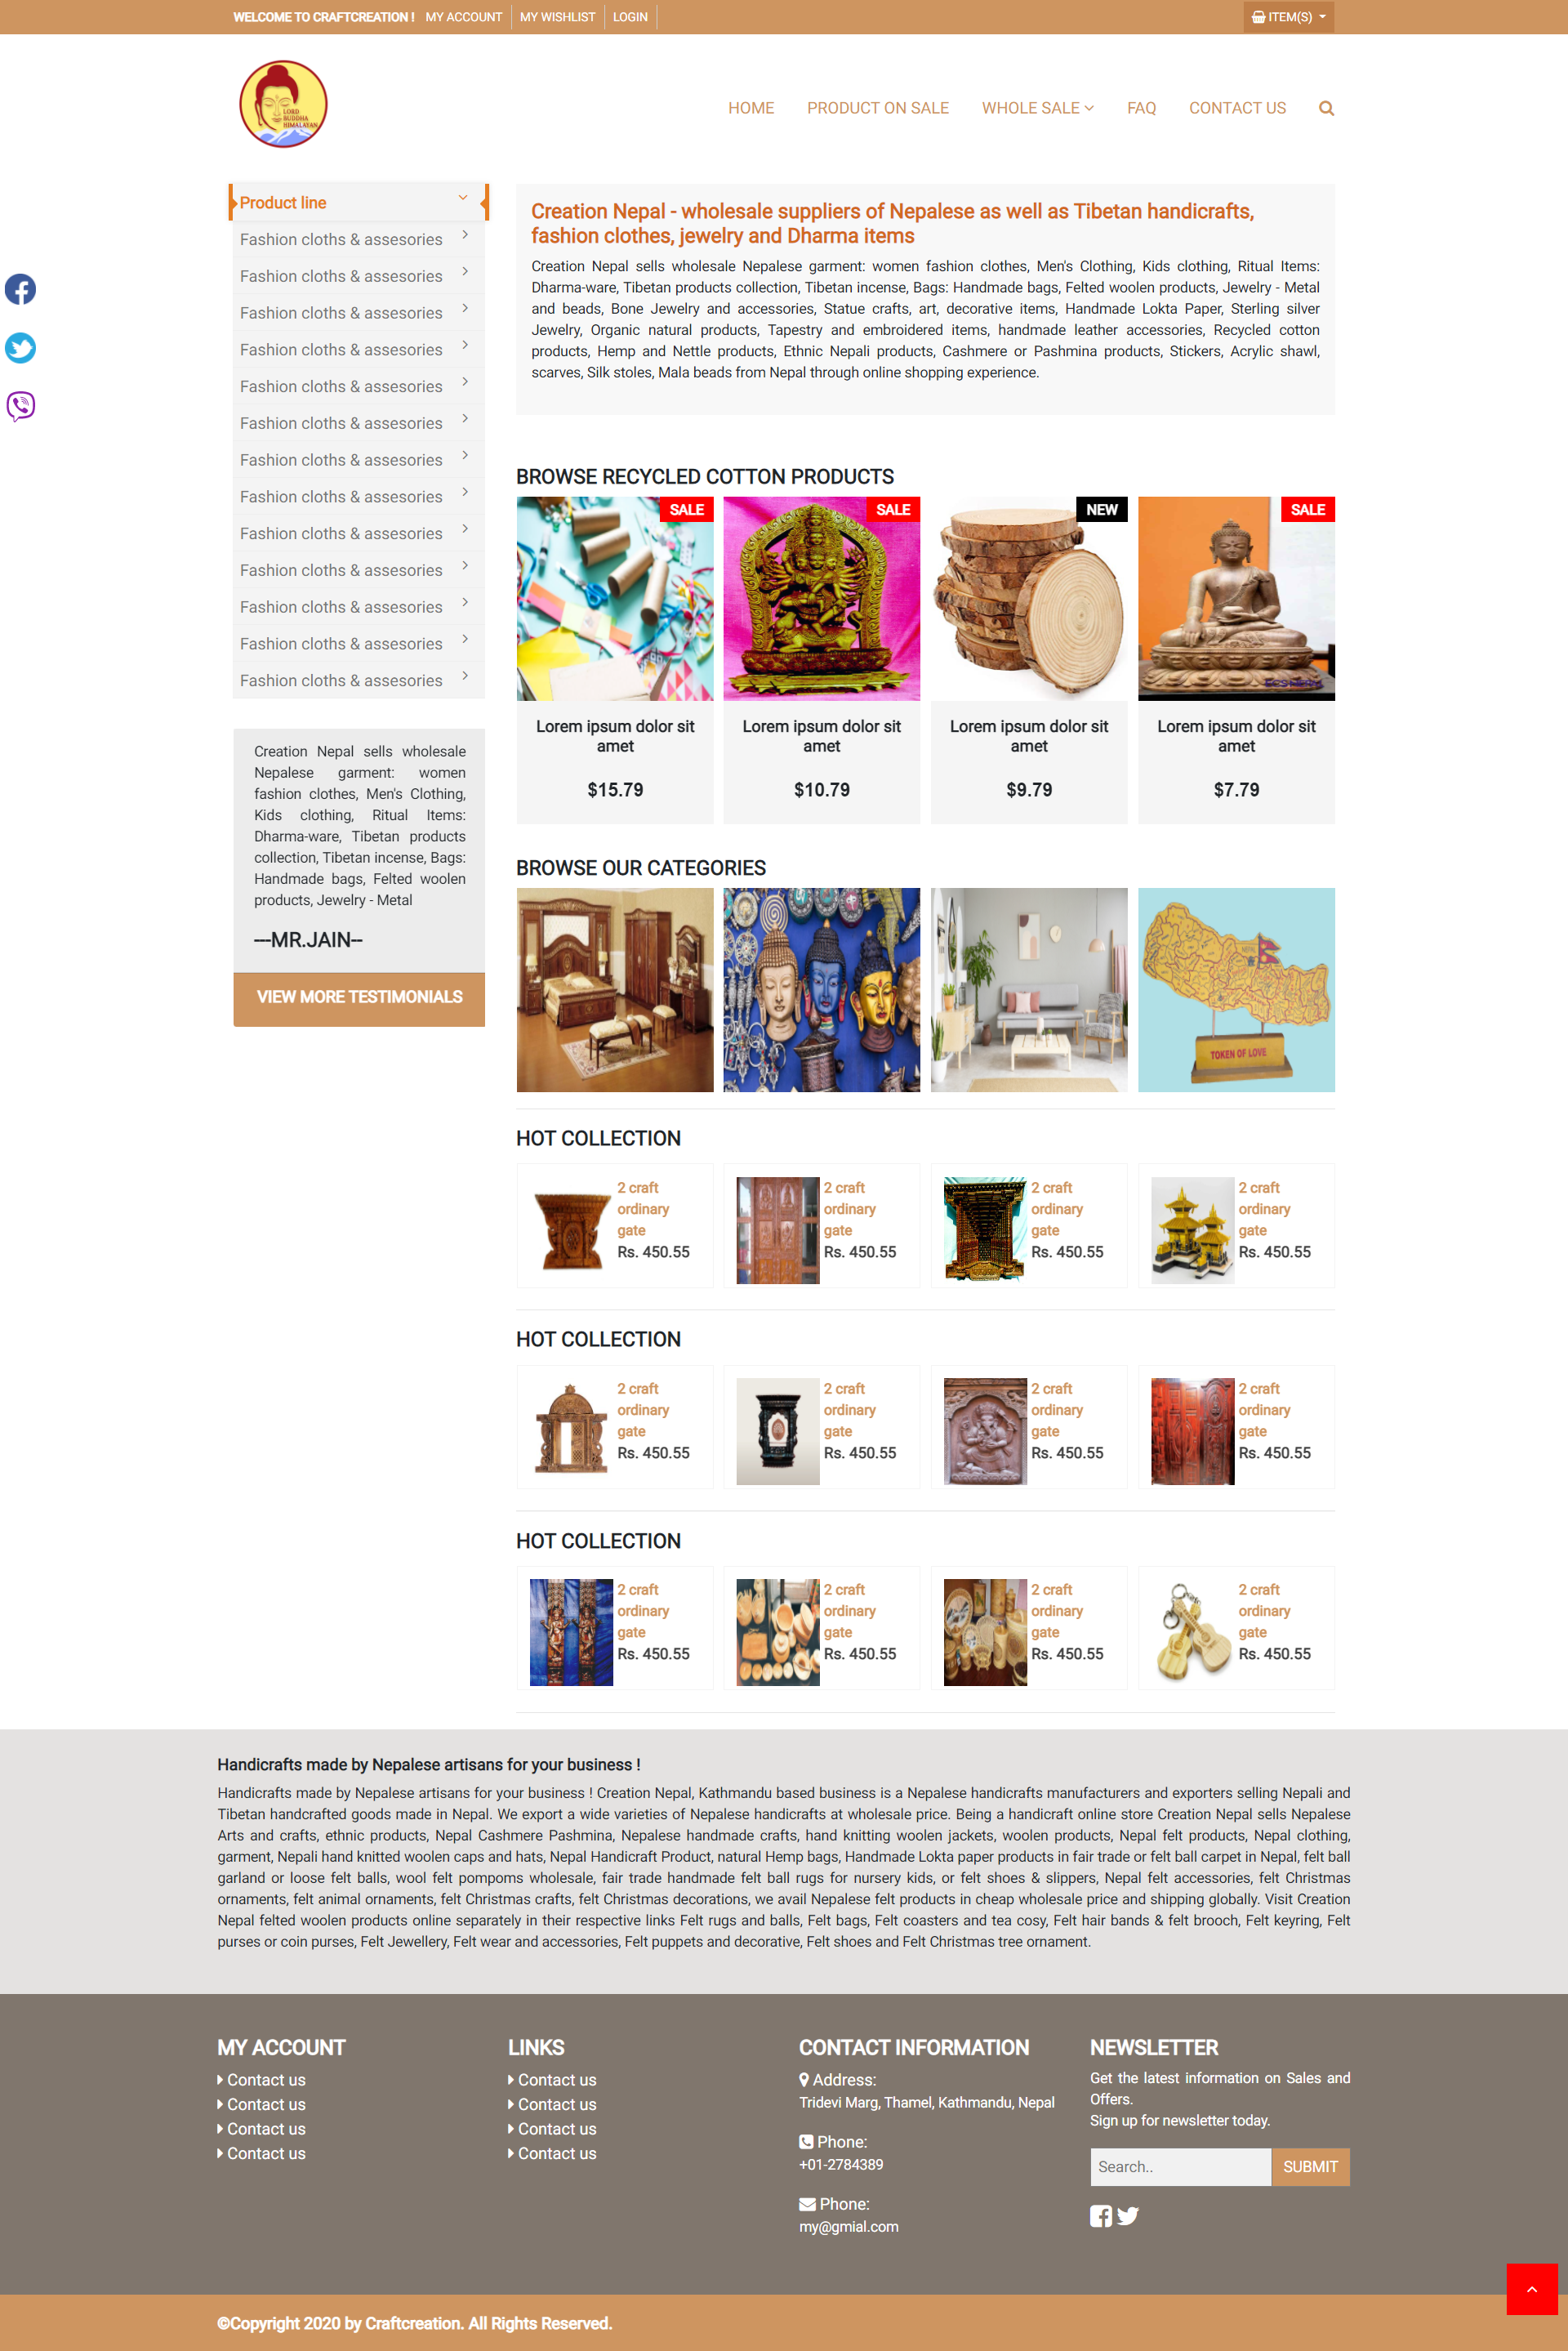 WELCOME TO CRAFTCREATION ! MY ACCOUNT MY WISHLIST LOGIN
ITEM(S)
LORD
BUDDHA
HIMALAYAN
HOME PRODUCT ON SALE WHOLE SALE FAQ CONTACT US
Product line
Fashion cloths & assesories
Fashion cloths & assesories
Fashion cloths & assesories
Fashion cloths & assesories
Fashion cloths & assesories
Fashion cloths & assesories
Fashion cloths & assesories
Fashion cloths & assesories
Fashion cloths & assesories
Fashion cloths & assesories
Fashion cloths & assesories
Fashion cloths & assesories
Fashion cloths & assesories
Creation Nepal sells wholesale
Nepalese garment: women
fashion clothes, Men's Clothing,
Kids clothing, Ritual Items:
Dharma-ware, Tibetan products
collection, Tibetan incense, Bags:
Handmade bags, Felted woolen
products, Jewelry - Metal
---MR.JAIN--
VIEW MORE TESTIMONIALS
Creation Nepal - wholesale suppliers of Nepalese as well as Tibetan handicrafts,
fashion clothes, jewelry and Dharma items
Creation Nepal sells wholesale Nepalese garment: women fashion clothes, Men's Clothing, Kids clothing, Ritual Items:
Dharma-ware, Tibetan products collection, Tibetan incense, Bags: Handmade bags, Felted woolen products, Jewelry - Metal
and beads, Bone Jewelry and accessories, Statue crafts, art, decorative items, Handmade Lokta Paper, Sterling silver
Jewelry, Organic natural products, Tapestry and embroidered items, handmade leather accessories, Recycled cotton
products, Hemp and Nettle products, Ethnic Nepali products, Cashmere or Pashmina products, Stickers, Acrylic shawl,
scarves, Silk stoles, Mala beads from Nepal through online shopping experience.
BROWSE RECYCLED COTTON PRODUCTS
SALE SALE NEW SALE
Lorem ipsum dolor sit
amet
$15.79
Lorem ipsum dolor sit
amet
$10.79
Lorem ipsum dolor sit
amet
$9.79
Lorem ipsum dolor sit
amet
$7.79
BROWSE OUR CATEGORIES
NEPAL
TOKEN OF LOVE
HOT COLLECTION
2 craft
ordinary
gate
Rs. 450.55
2 craft
ordinary
gate
Rs. 450.55
2 craft
ordinary
gate
Rs. 450.55
2 craft
ordinary
gate
Rs. 450.55
HOT COLLECTION
2 craft
ordinary
gate
Rs. 450.55
2 craft
ordinary
gate
Rs. 450.55
2 craft
ordinary
gate
Rs. 450.55
2 craft
ordinary
gate
Rs. 450.55
HOT COLLECTION
2 craft
ordinary
gate
Rs. 450.55
2 craft
ordinary
gate
Rs. 450.55
2 craft
ordinary
gate
Rs. 450.55
2 craft
ordinary
gate
Rs. 450.55
Handicrafts made by Nepalese artisans for your business !
Handicrafts made by Nepalese artisans for your business ! Creation Nepal, Kathmandu based business is a Nepalese handicrafts manufacturers and exporters selling Nepali and
Tibetan handcrafted goods made in Nepal. We export a wide varieties of Nepalese handicrafts at wholesale price. Being a handicraft online store Creation Nepal sells Nepalese
Arts and crafts, ethnic products, Nepal Cashmere Pashmina, Nepalese handmade crafts, hand knitting woolen jackets, woolen products, Nepal felt products, Nepal clothing,
garment, Nepali hand knitted woolen caps and hats, Nepal Handicraft Product, natural Hemp bags, Handmade Lokta paper products in fair trade or felt ball carpet in Nepal, felt ball
garland or loose felt balls, wool felt pompoms wholesale, fair trade handmade felt ball rugs for nursery kids, or felt shoes & slippers, Nepal felt accessories, felt Christmas
ornaments, felt animal ornaments, felt Christmas crafts, felt Christmas decorations, we avail Nepalese felt products in cheap wholesale price and shipping globally. Visit Creation
Nepal felted woolen products online separately in their respective links Felt rugs and balls, Felt bags, Felt coasters and tea cosy, Felt hair bands & felt brooch, Felt keyring, Felt
purses or coin purses, Felt Jewellery, Felt wear and accessories, Felt puppets and decorative, Felt shoes and Felt Christmas tree ornament.
MY ACCOUNT
Contact us
Contact us
Contact us
Contact us
LINKS
Contact us
Contact us
Contact us
Contact us
CONTACT INFORMATION
Address:
Tridevi Marg, Thamel, Kathmandu, Nepal
Phone:
+01-2784389
Phone:
my@gmial.com
NEWSLETTER
Get the latest information on Sales and
Offers.
Sign up for newsletter today.
Search.. SUBMIT
©Copyright 2020 by Craftcreation. All Rights Reserved.